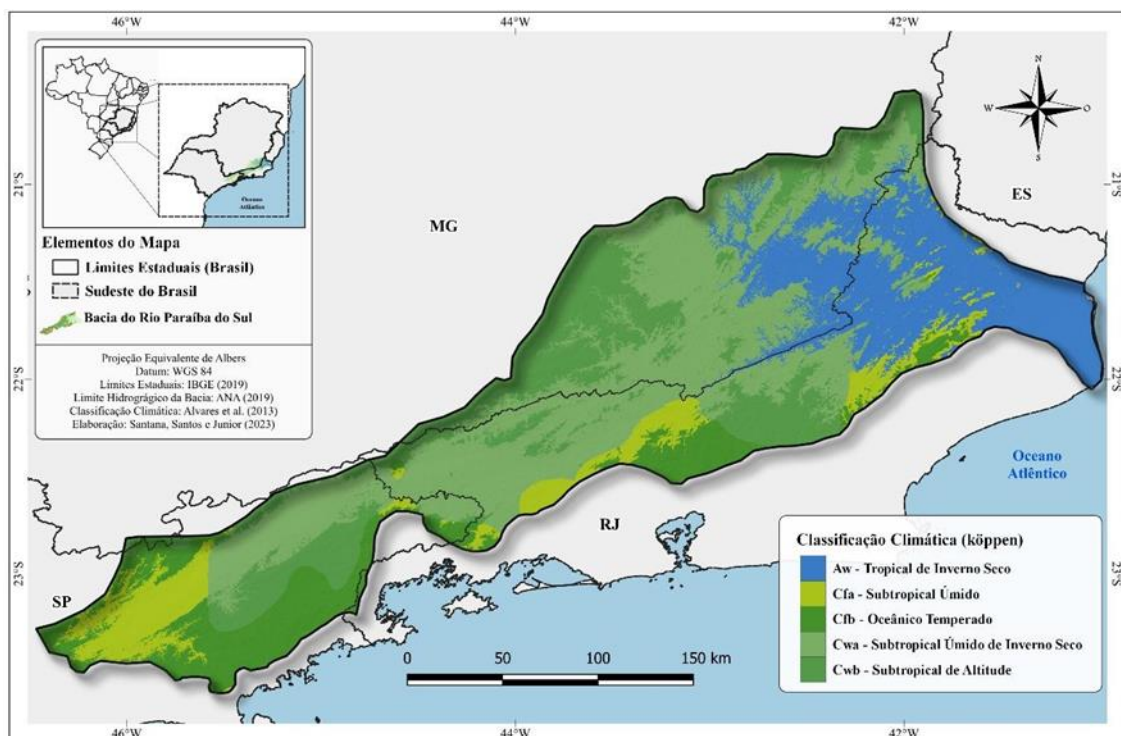 46°W
44°W
42°W
N
W
O
S
21°S
22°S
23°S
Oceano
Atlântico
Elementos do Mapa
Limites Estaduais (Brasil)
Sudeste do Brasil
Bacia do Rio Paraíba do Sul
Projeção Equivalente de Albers
Datum: WGS 84
Limites Estaduais: IBGE (2019)
Limite Hidrográgico da Bacia: ANA (2019)
Classificação Climática: Alvares et al. (2013)
Elaboração: Santana, Santos e Junior (2023)
MG
ES
21°S
22°S
23°S
SP
RJ
Oceano
Atlêntico
0
50
100
150 km
Classificação Climática (köppen)
Aw - Tropical de Inverno Seco
Cfa - Subtropical Úmido
Cfb - Oceânico Temperado
Cwa - Subtropical Úmido de Inverno Seco
Cwb - Subtropical de Altitude
46°W
44°W
42°W